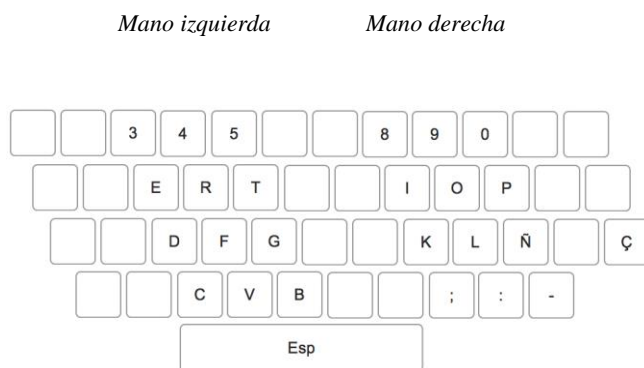 Mano izquierda Mano derecha
3 4 5 8 9 0
E R T I O P
D F G K L Ñ Ç
C V B ; : -
Esp